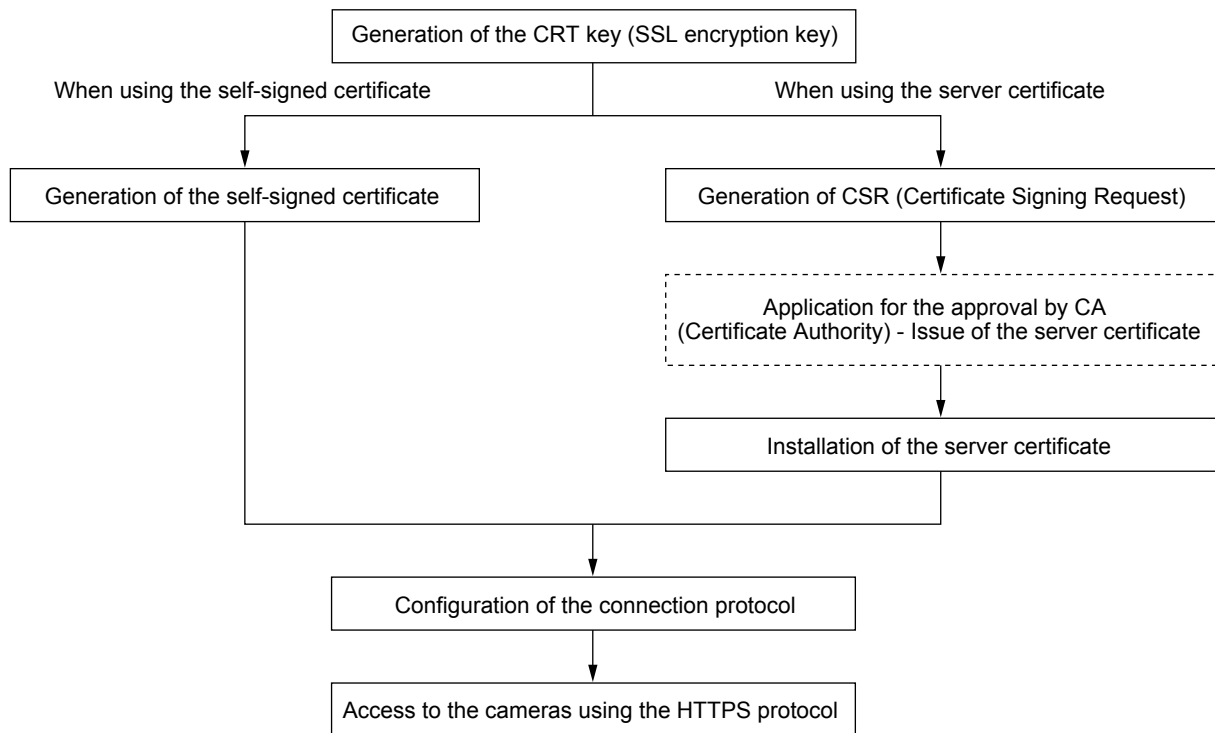 Generation of the CRT key (SSL encryption key)
When using the self-signed certificate
When using the server certificate
Generation of the self-signed certificate
Generation of CSR (Certificate Signing Request)
Application for the approval by CA
(Certificate Authority) - Issue of the server certificate
Installation of the server certificate
Configuration of the connection protocol
Access to the cameras using the HTTPS protocol